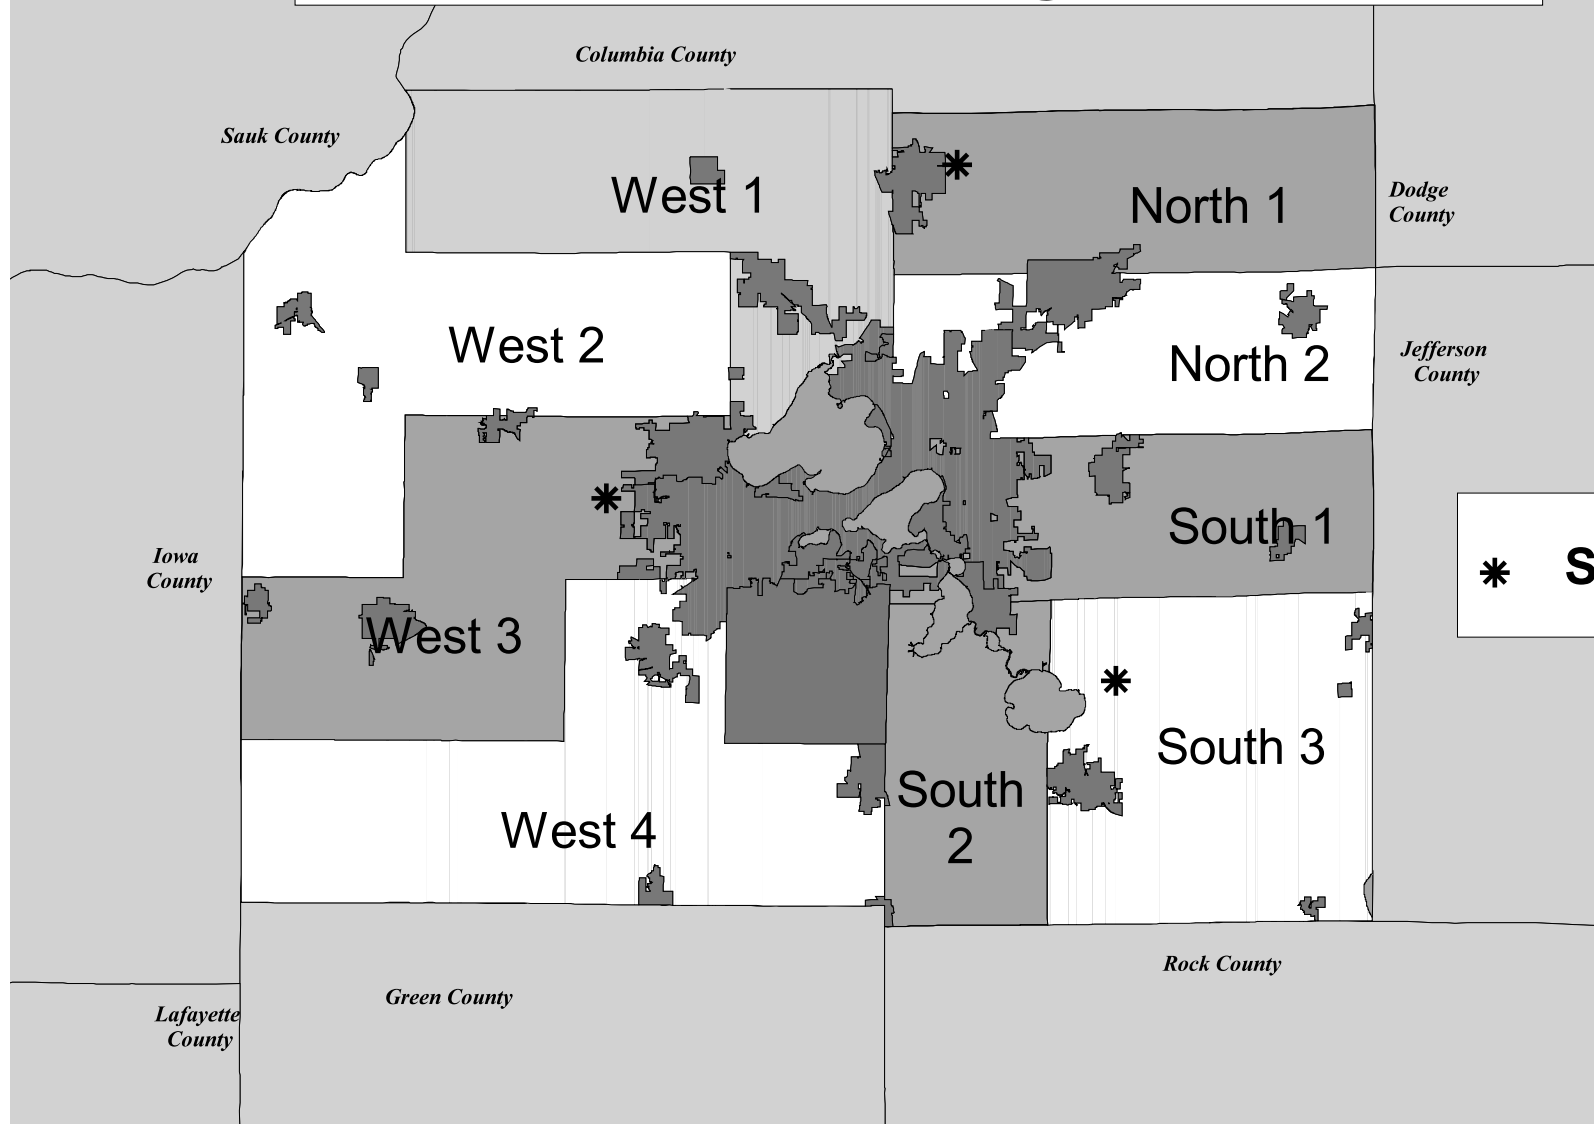 Columbia County
Sauk County
West 1
North 1
Dodge
County
West 2
North 2
Jefferson
County
South 1
Iowa
County
S
West 3
South 3
South
2
West 4
Rock County
Green County
Lafayette
County